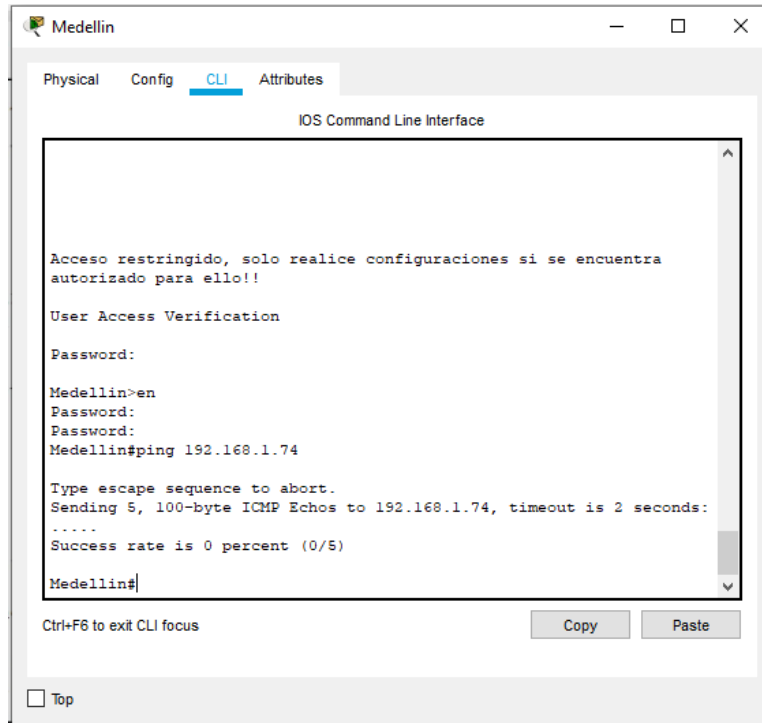 Medellin
Physical Config CLI Attributes
IOS Command Line Interface
Acceso restringido, solo realice configuraciones si se encuentra
autorizado para ello!!
User Access Verification
Password:
Medellin>en
Password:
Password:
Medellin#ping 192.168.1.74
Type escape sequence to abort.
Sending 5, 100-byte ICMP Echos to 192.168.1.74, timeout is 2 seconds:
.....
Success rate is 0 percent (0/5)
Medellin#
Ctrl+F6 to exit CLI focus
Copy Paste
Top